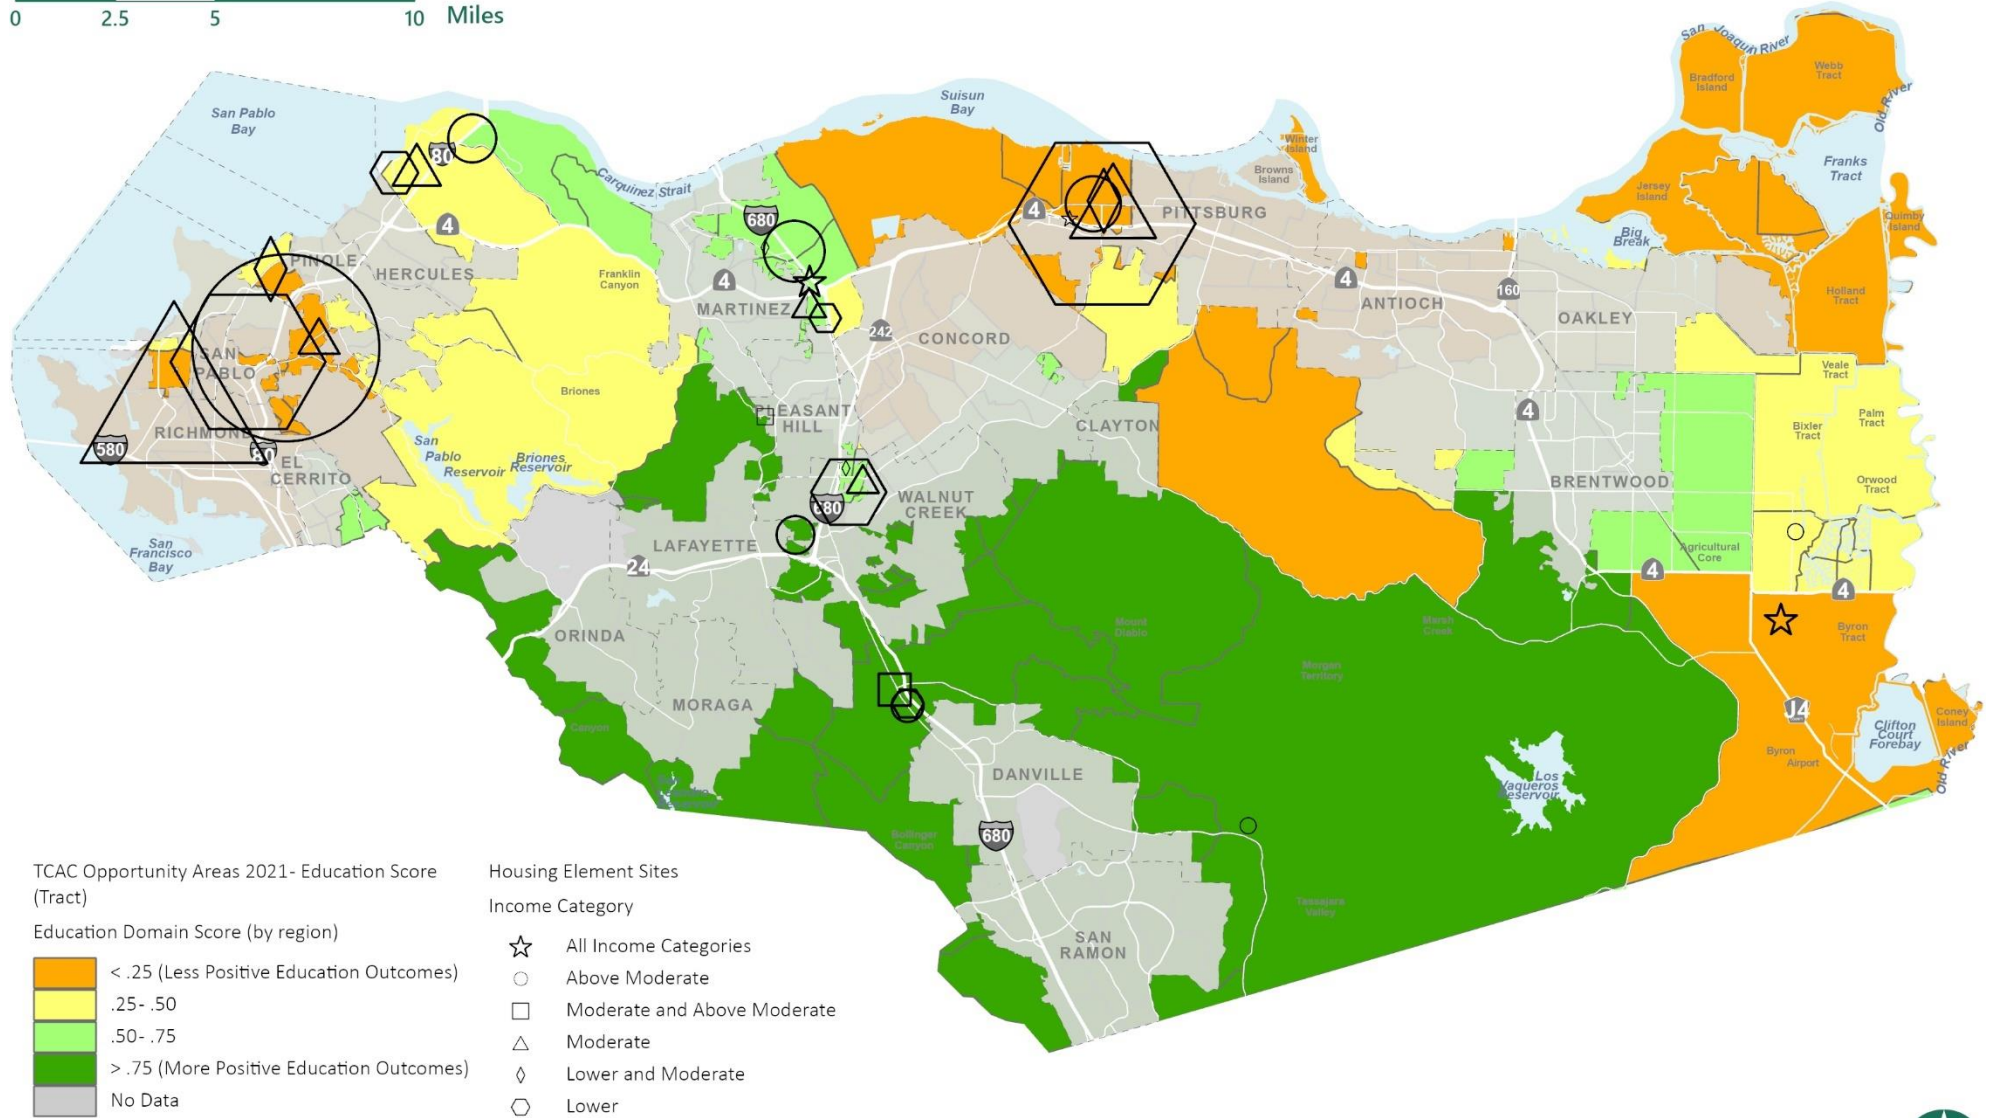 0 2.5 5 10 Miles
San Pablo
Bay
Suisun
Bay
San Joaquin River
Bradford
Island
Webb
Tract
Old River
Franks
Tract
Winter
Island
Browns
Island
Jersey
Island
Quimby
Island
Big
Break
Holland
Tract
80
Carquinez Strait
4
680
4
PITTSBURG
PINOLE
HERCULES
Franklin
Canyon
4
MARTINEZ
242
CONCORD
4
ANTIOCH
160
OAKLEY
SAN
PABLO
Briones
Veale
Tract
Palm
Tract
Bixler
Tract
Orwood
Tract
RICHMOND
580
80
EL
CERRITO
San
Pablo
Reservoir
Briones
Reservoir
PLEASANT
HILL
CLAYTON
4
BRENTWOOD
WALNUT
CREEK
680
San
Francisco
Bay
LAFAYETTE
24
Agricultural
Core
4
4
ORINDA
Mount
Diablo
Marsh
Creek
Byron
Tract
Morgan
Territory
MORAGA
Canyon
J4
Clifton
Court
Forebay
Coney
Island
Old River
Byron
Airport
DANVILLE
Los
Vaqueros
Reservoir
680
Bollinger
Canyon
Tassajara
Valley
SAN
RAMON
TCAC Opportunity Areas 2021- Education Score
(Tract)
Education Domain Score (by region)
< .25 (Less Positive Education Outcomes)
.25- .50
.50- .75
> .75 (More Positive Education Outcomes)
No Data
Housing Element Sites
Income Category
All Income Categories
Above Moderate
Moderate and Above Moderate
Moderate
Lower and Moderate
Lower